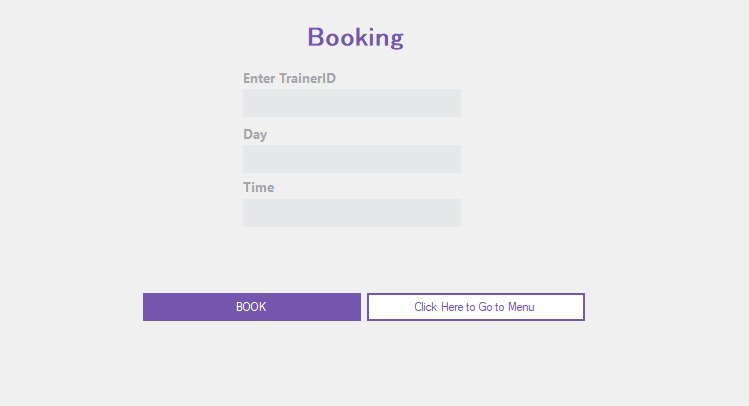 Booking
Enter TrainerID
Day
Time
BOOK
Click Here to Go to Menu